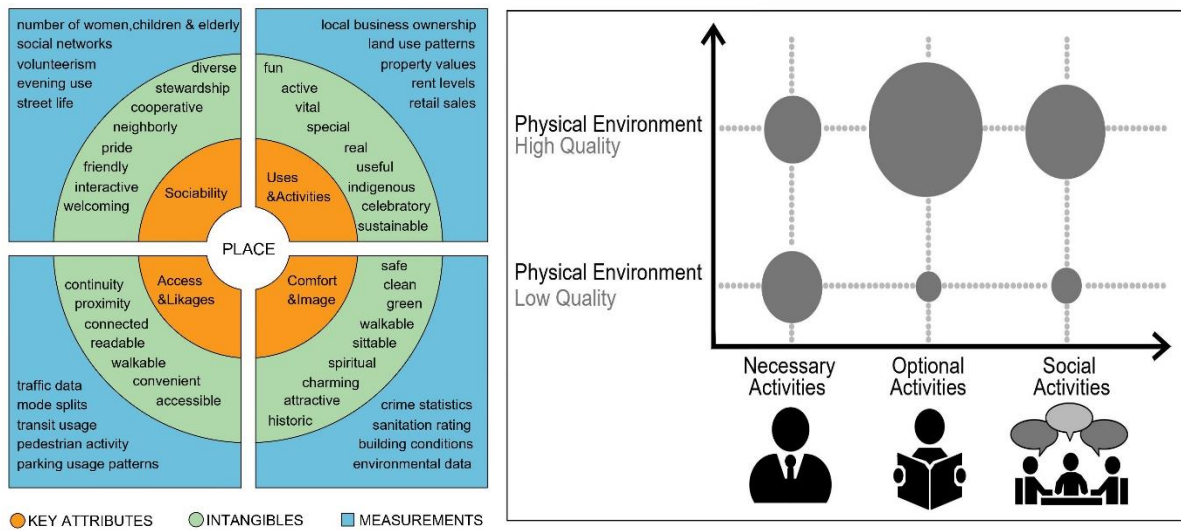 number of women,children & elderly
social networks
volunteerism
evening use
street life
diverse
stewardship
cooperative
neighborly
pride
friendly
interactive
welcoming
Sociability
local business ownership
land use patterns
property values
rent levels
retail sales
fun
active
vital
special
real
useful
indigenous
celebratory
sustainable
Uses
&Activities
PLACE
Access
&Likages
continuity
proximity
connected
readable
walkable
convenient
accessible
traffic data
mode splits
transit usage
pedestrian activity
parking usage patterns
Comfort
&Image
safe
clean
green
walkable
sittable
spiritual
charming
attractive
historic
crime statistics
sanitation rating
building conditions
environmental data
KEY ATTRIBUTES
INTANGIBLES
MEASUREMENTS
Physical Environment
High Quality
Physical Environment
Low Quality
Necessary
Activities
Optional
Activities
Social
Activities